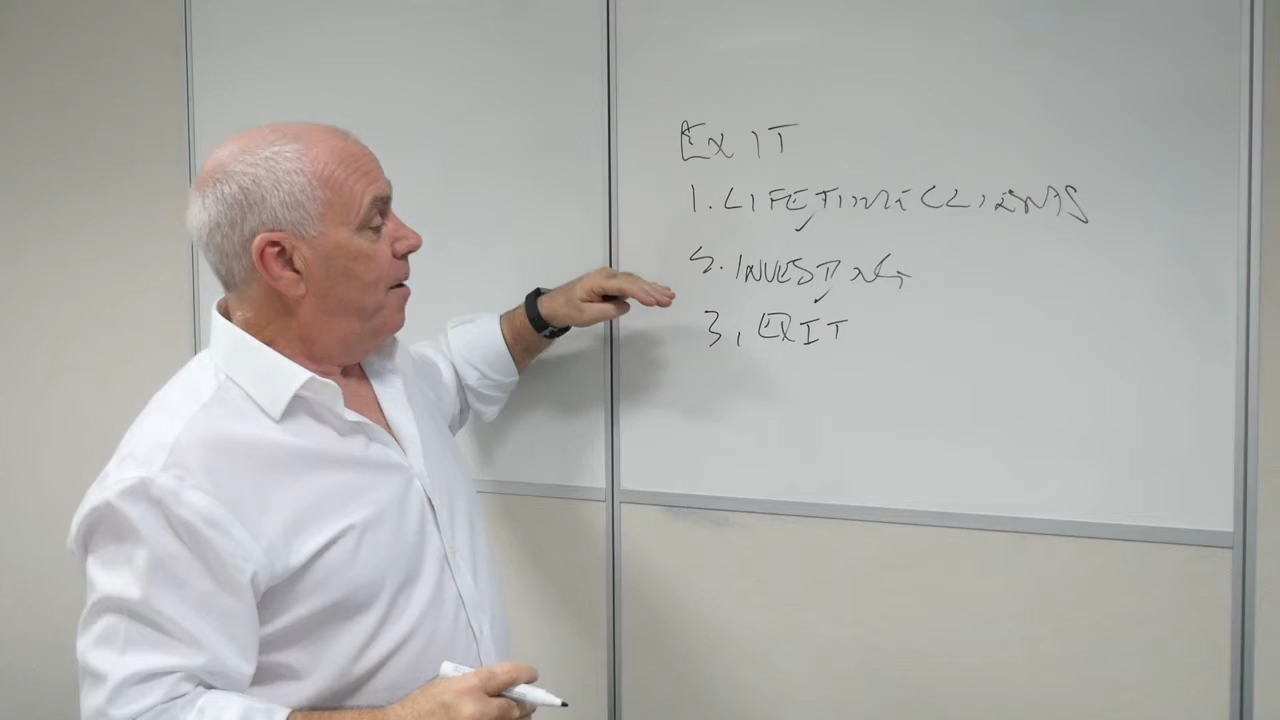 EXIT
1. LIFETIME CLIENTS
2. INVESTING
3. EXIT